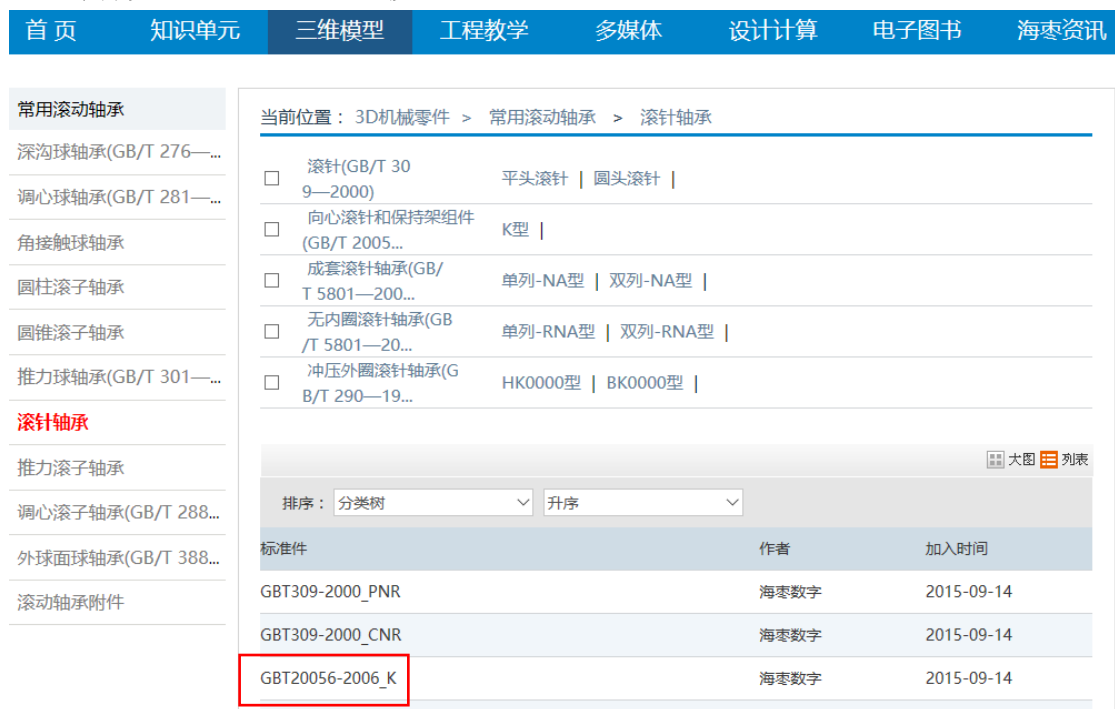 首 页 知识单元 三维模型 工程教学 多媒体 设计计算 电子图书 海枣资讯
常用滚动轴承
深沟球轴承(GB/T 276—...
调心球轴承(GB/T 281—...
角接触球轴承
圆柱滚子轴承
圆锥滚子轴承
推力球轴承(GB/T 301—...
滚针轴承
推力滚子轴承
调心滚子轴承(GB/T 288...
外球面球轴承(GB/T 388...
滚动轴承附件
当前位置： 3D机械零件 > 常用滚动轴承 > 滚针轴承
滚针(GB/T 30
9—2000)
平头滚针 | 圆头滚针 |
向心滚针和保持架组件
(GB/T 2005...
K型 |
成套滚针轴承(GB/
T 5801—200...
单列-NA型 | 双列-NA型 |
无内圈滚针轴承(GB
/T 5801—20...
单列-RNA型 | 双列-RNA型 |
冲压外圈滚针轴承(G
B/T 290—19...
HK0000型 | BK0000型 |
大图 列表
排序： 分类树 升序
标准件 作者 加入时间
GBT309-2000_PNR 海枣数字 2015-09-14
GBT309-2000_CNR 海枣数字 2015-09-14
GBT20056-2006_K 海枣数字 2015-09-14